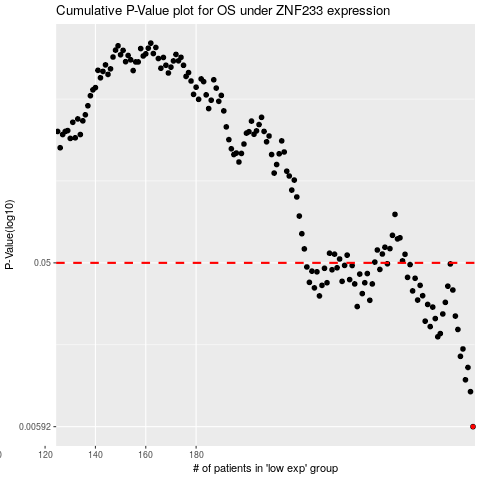 Cumulative P-Value plot for OS under ZNF233 expression
P-Value(log10)
0.05
0.00592
120 140 160 180
# of patients in 'low exp' group